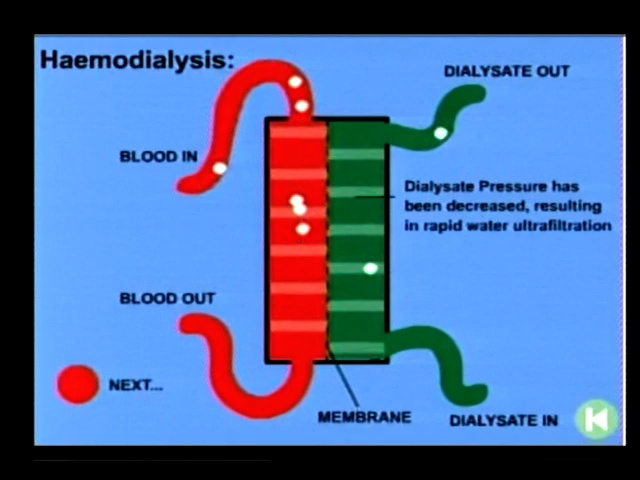 Haemodialysis:
DIALYSATE OUT
BLOOD IN
Dialysate Pressure has
been decreased, resulting
in rapid water ultrafiltration
BLOOD OUT
NEXT...
MEMBRANE
DIALYSATE IN